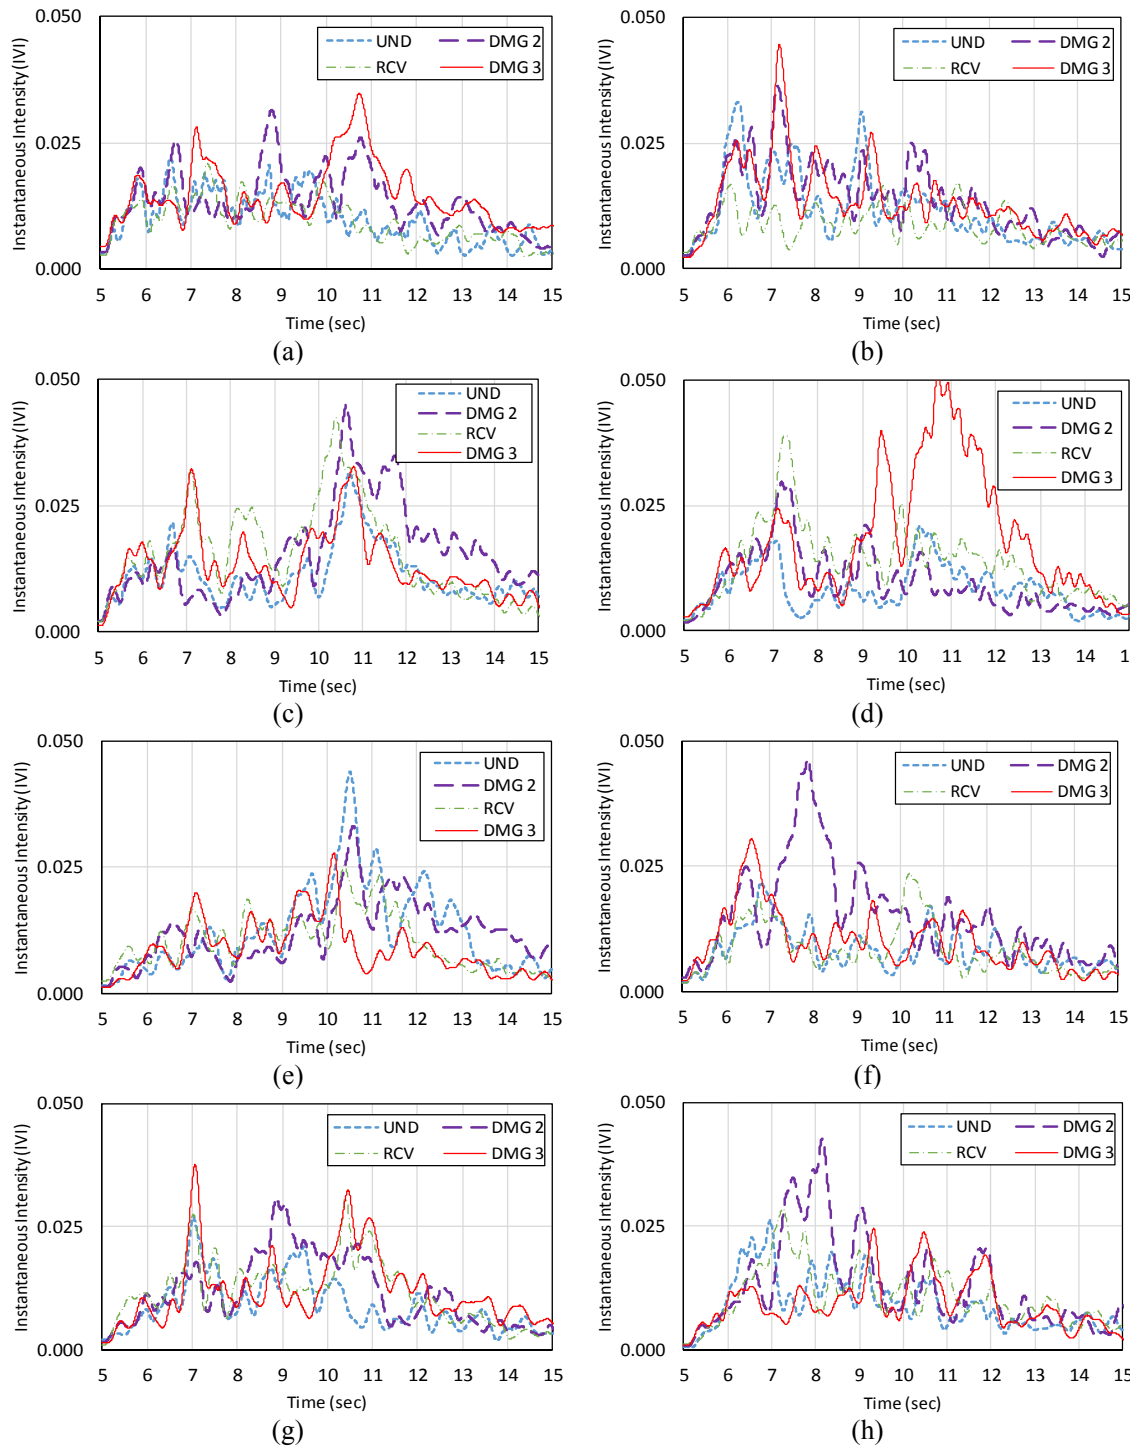 0.050
0.025
0.000
Instantaneous Intensity (IVI)
UND DMG 2
RCV DMG 3
5 6 7 8 9 10 11 12 13 14 15
Time (sec)
(a)
0.050
0.025
0.000
Instantaneous Intensity (IVI)
UND DMG 2
RCV DMG 3
5 6 7 8 9 10 11 12 13 14 15
Time (sec)
(b)
0.050
0.025
0.000
Instantaneous Intensity (IVI)
UND
DMG 2
RCV
DMG 3
5 6 7 8 9 10 11 12 13 14 15
Time (sec)
(c)
0.050
0.025
0.000
Instantaneous Intensity (IVI)
UND
DMG 2
RCV
DMG 3
5 6 7 8 9 10 11 12 13 14 1
Time (sec)
(d)
0.050
0.025
0.000
Instantaneous Intensity (IVI)
UND
DMG 2
RCV
DMG 3
5 6 7 8 9 10 11 12 13 14 15
Time (sec)
(e)
0.050
0.025
0.000
Instantaneous Intensity (IVI)
UND DMG 2
RCV DMG 3
5 6 7 8 9 10 11 12 13 14 15
Time (sec)
(f)
0.050
0.025
0.000
Instantaneous Intensity (IVI)
UND DMG 2
RCV DMG 3
5 6 7 8 9 10 11 12 13 14 15
Time (sec)
(g)
0.050
0.025
0.000
Instantaneous Intensity (IVI)
UND DMG 2
RCV DMG 3
5 6 7 8 9 10 11 12 13 14 15
Time (sec)
(h)